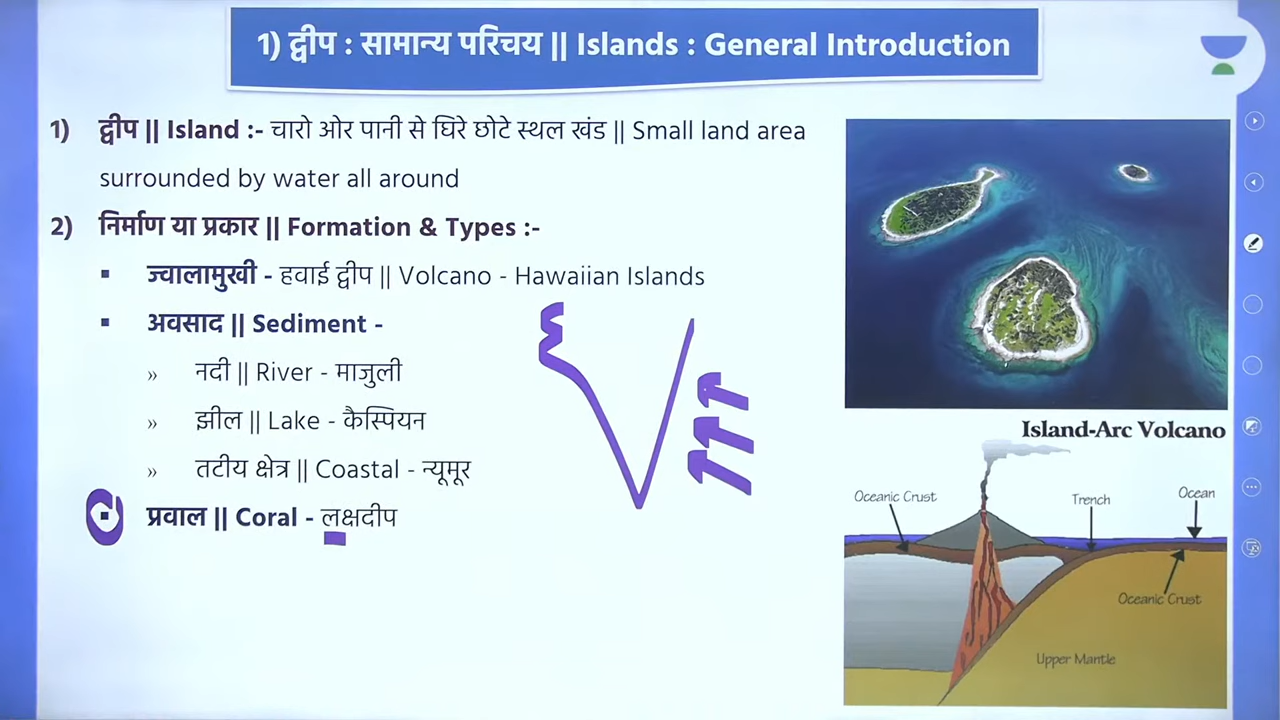 1) द्वीप : सामान्य परिचय || Islands : General Introduction
1) द्वीप || Island :- चारो ओर पानी से घिरे छोटे स्थल खंड || Small land area
surrounded by water all around
2) निर्माण या प्रकार || Formation & Types :-
▪ ज्वालामुखी - हवाई द्वीप || Volcano - Hawaiian Islands
▪ अवसाद || Sediment -
» नदी || River - माजुली
» झील || Lake - कैस्पियन
» तटीय क्षेत्र || Coastal - न्यूमूर
▪ प्रवाल || Coral - लक्षदीप
Island-Arc Volcano
Oceanic Crust
Trench
Ocean
Oceanic Crust
Upper Mantle